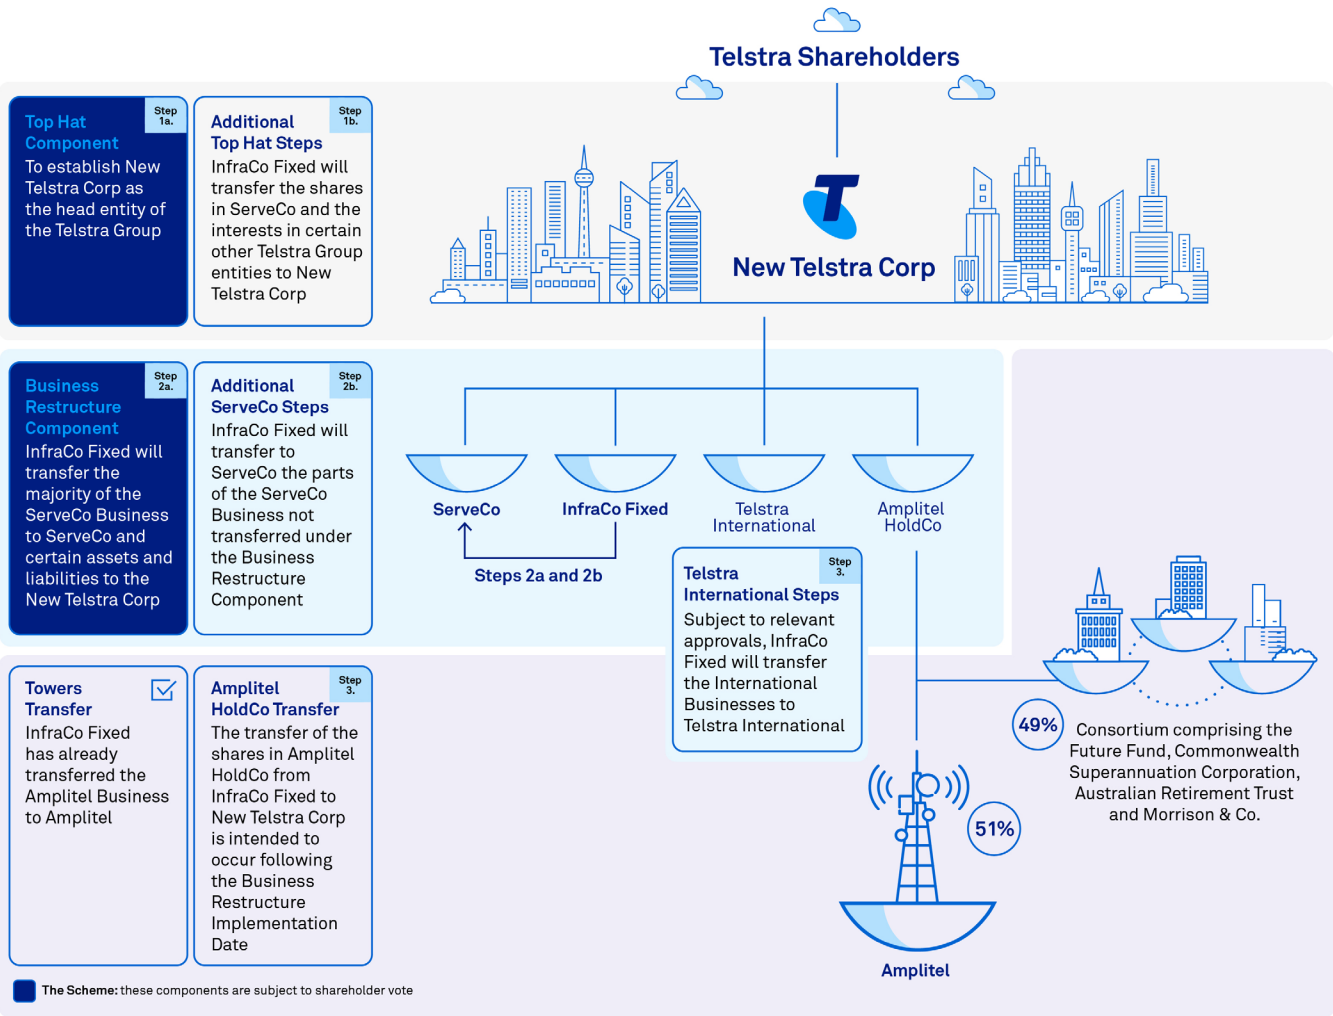 Telstra Shareholders
Step
1a.
Top Hat
Component
To establish New
Telstra Corp as
the head entity of
the Telstra Group
Step
1b.
Additional
Top Hat Steps
InfraCo Fixed will
transfer the shares
in ServeCo and the
interests in certain
other Telstra Group
entities to New
Telstra Corp
T
New Telstra Corp
Step
2a.
Business
Restructure
Component
InfraCo Fixed will
transfer the
majority of the
ServeCo Business
to ServeCo and
certain assets and
liabilities to the
New Telstra Corp
Step
2b.
Additional
ServeCo Steps
InfraCo Fixed will
transfer to
ServeCo the parts
of the ServeCo
Business not
transferred under
the Business
Restructure
Component
ServeCo
InfraCo Fixed
Telstra
International
Amplitel
HoldCo
Steps 2a and 2b
Step
3.
Telstra
International Steps
Subject to relevant
approvals, InfraCo
Fixed will transfer
the International
Businesses to
Telstra International
Towers
Transfer
InfraCo Fixed
has already
transferred the
Amplitel Business
to Amplitel
Step
3.
Amplitel
HoldCo Transfer
The transfer of the
shares in Amplitel
HoldCo from
InfraCo Fixed to
New Telstra Corp
is intended to
occur following
the Business
Restructure
Implementation
Date
49%
Consortium comprising the
Future Fund, Commonwealth
Superannuation Corporation,
Australian Retirement Trust
and Morrison & Co.
51%
Amplitel
The Scheme: these components are subject to shareholder vote